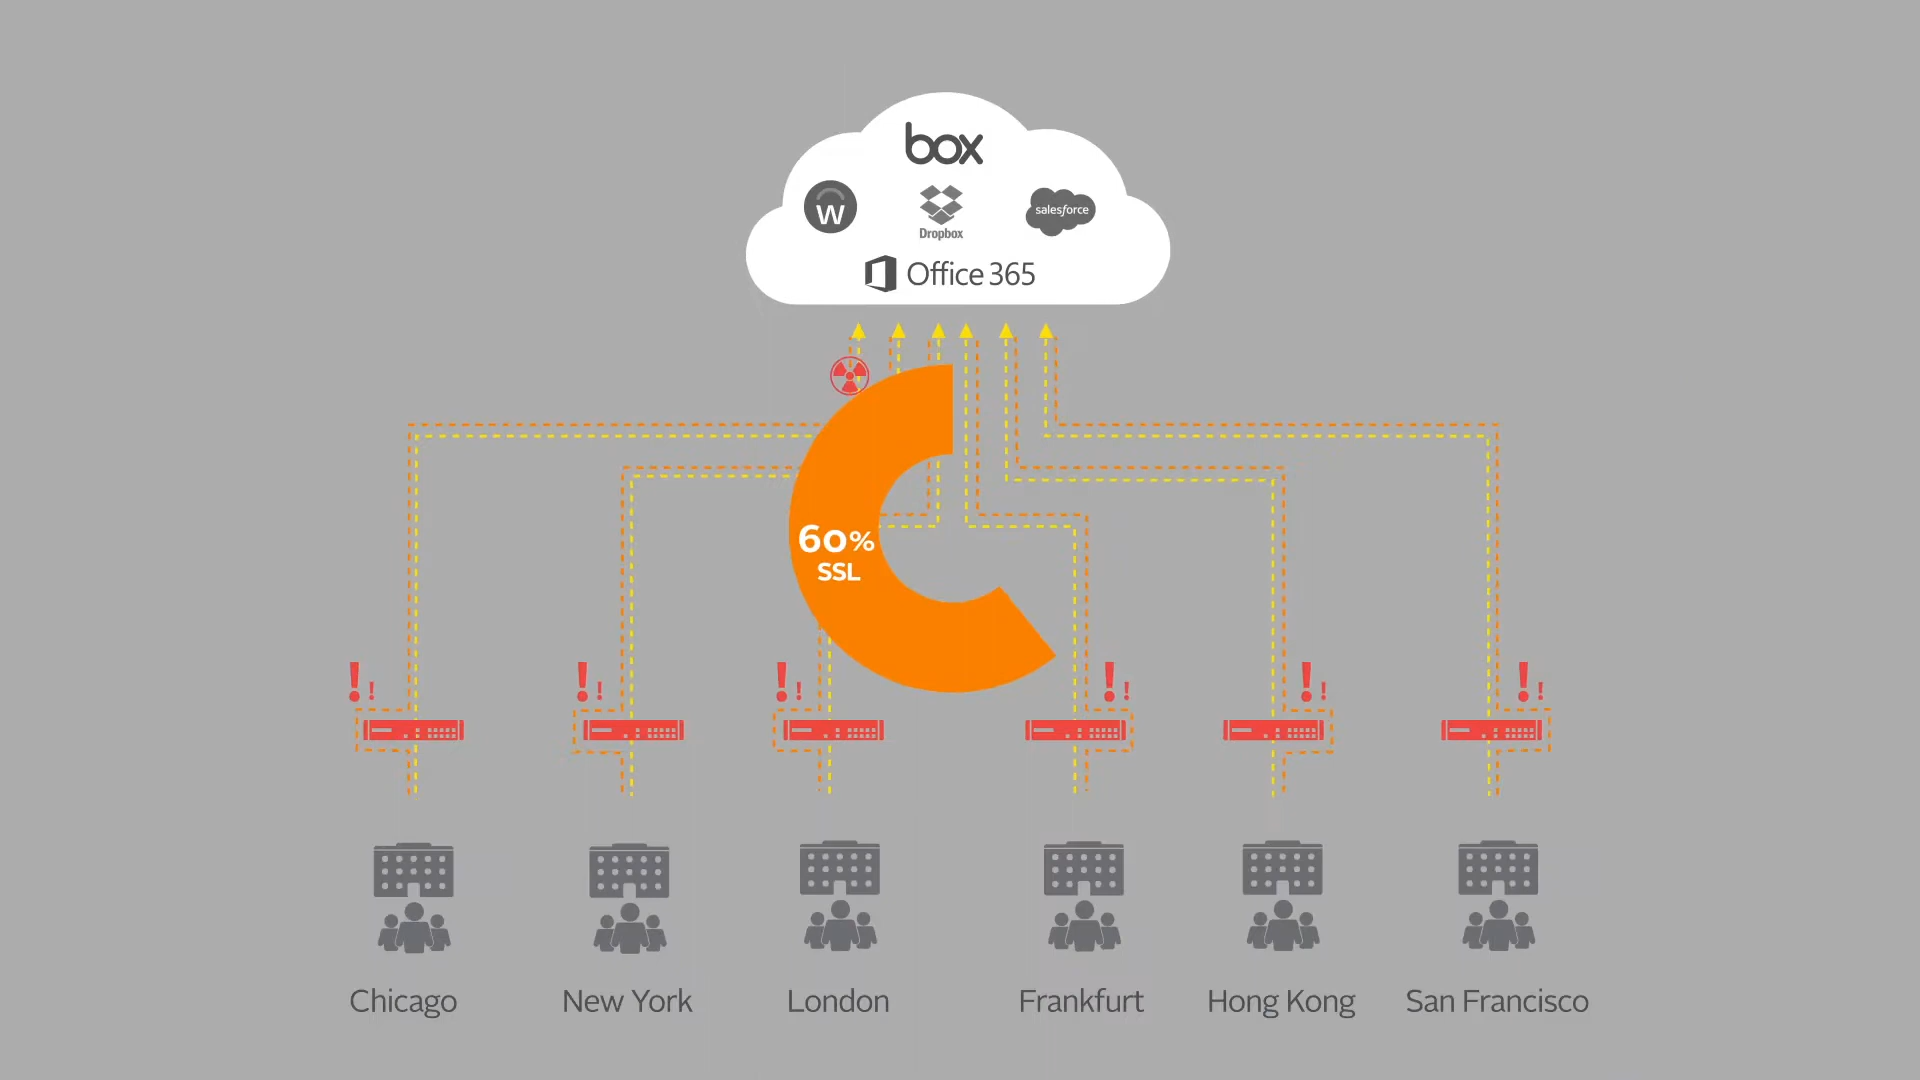 box
W
Dropbox
salesforce
Office 365
60%
SSL
! !
! !
! !
! !
! !
! !
Chicago
New York
London
Frankfurt
Hong Kong
San Francisco